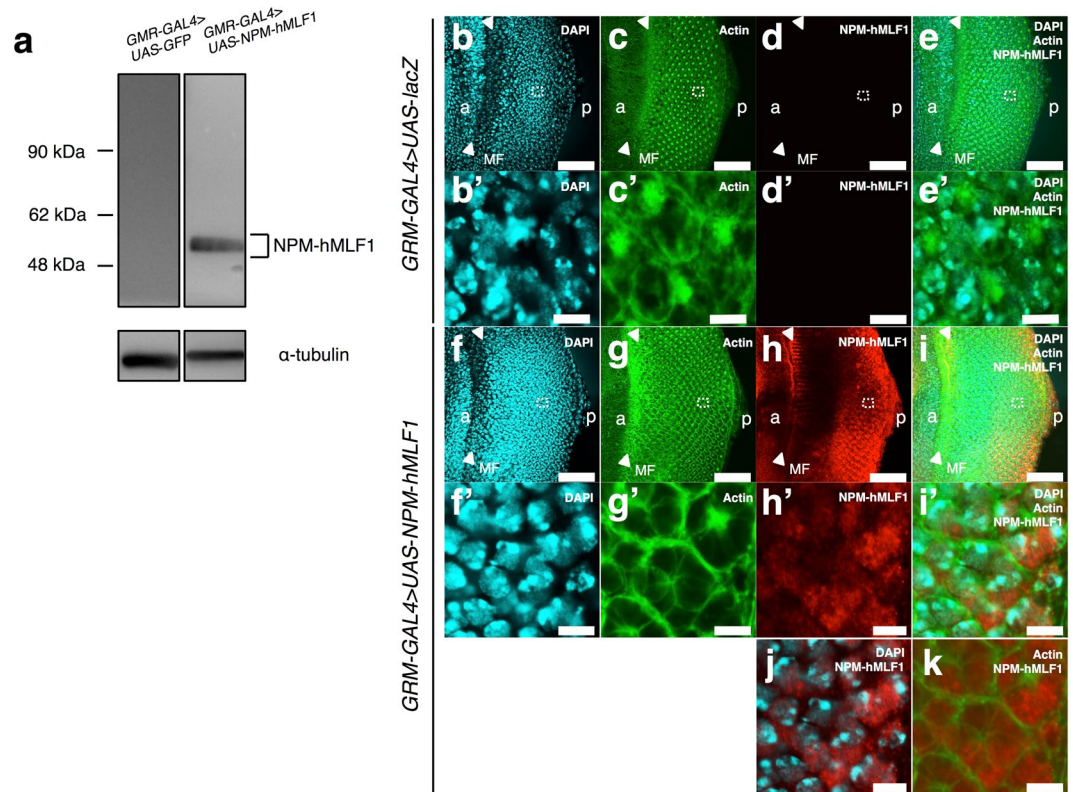 a
GMR-GAL4>
UAS-GFP
GMR-GAL4>
UAS-NPM-hMLF1
90 kDa
62 kDa
48 kDa
NPM-hMLF1
α-tubulin
GRM-GAL4>UAS-lacZ
b
DAPI
a
MF
c
Actin
a
MF
d
NPM-hMLF1
a
p
MF
e
DAPI
Actin
NPM-hMLF1
a
p
MF
b’
DAPI
c’
Actin
d’
NPM-hMLF1
e’
DAPI
Actin
NPM-hMLF1
GRM-GAL4>UAS-NPM-hMLF1
f
DAPI
a
p
MF
g
Actin
a
p
MF
h
NPM-hMLF1
a
p
MF
i
DAPI
Actin
NPM-hMLF1
a
p
MF
f’
DAPI
g’
Actin
h’
NPM-hMLF1
i’
DAPI
Actin
NPM-hMLF1
j
DAPI
NPM-hMLF1
k
Actin
NPM-hMLF1